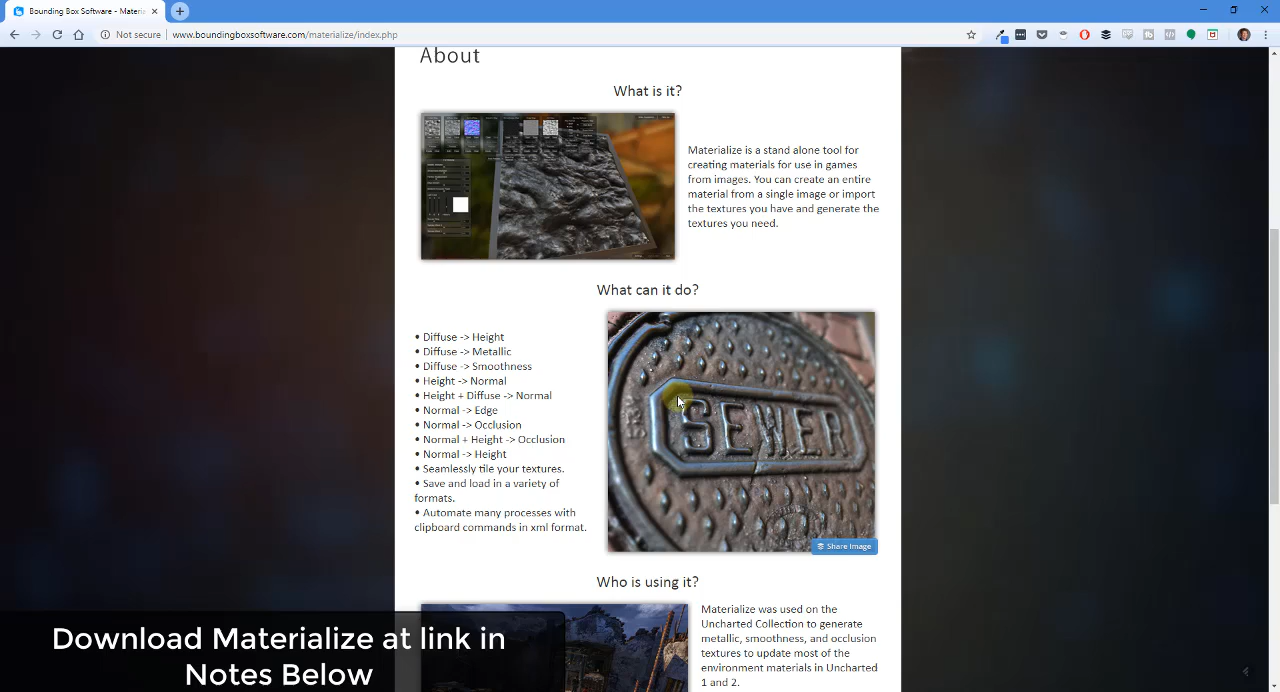 Bounding Box Software - Materia
Not secure
www.boundingboxsoftware.com/materialize/index.php
About
What is it?
Materialize is a stand alone tool for
creating materials for use in games
from images. You can create an entire
material from a single image or import
the textures you have and generate the
textures you need.
What can it do?
• Diffuse -> Height
• Diffuse -> Metallic
• Diffuse -> Smoothness
• Height -> Normal
• Height + Diffuse -> Normal
• Normal -> Edge
• Normal -> Occlusion
• Normal + Height -> Occlusion
• Normal -> Height
• Seamlessly tile your textures.
• Save and load in a variety of
formats.
• Automate many processes with
clipboard commands in xml format.
SEWER
Share Image
Who is using it?
Materialize was used on the
Uncharted Collection to generate
metallic, smoothness, and occlusion
textures to update most of the
environment materials in Uncharted
1 and 2.
Download Materialize at link in
Notes Below